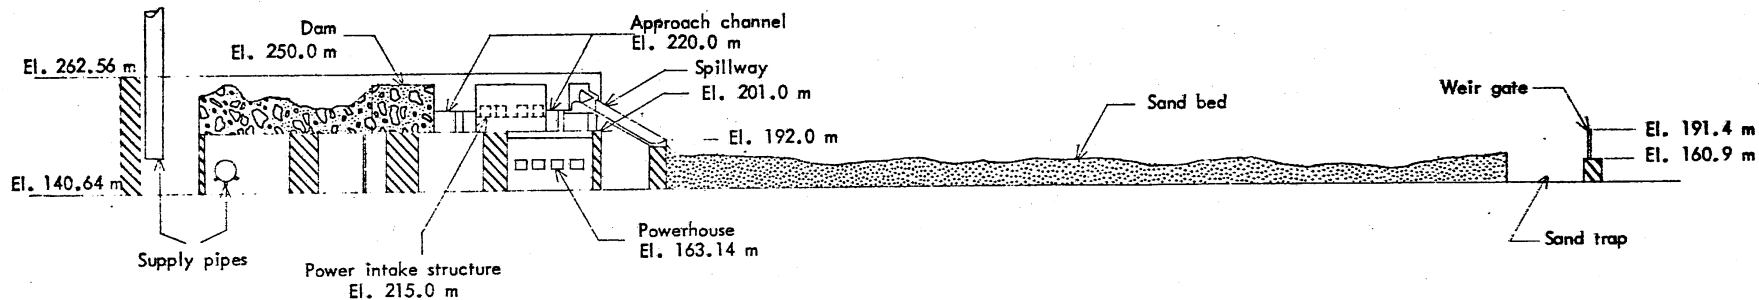 Dam
El. 250.0 m
Approach channel
El. 220.0 m
El. 262.56 m
Spillway
El. 201.0 m
Weir gate
Sand bed
El. 192.0 m
El. 191.4 m
El. 160.9 m
El. 140.64 m
Supply pipes
Power intake structure
El. 215.0 m
Powerhouse
El. 163.14 m
Sand trap